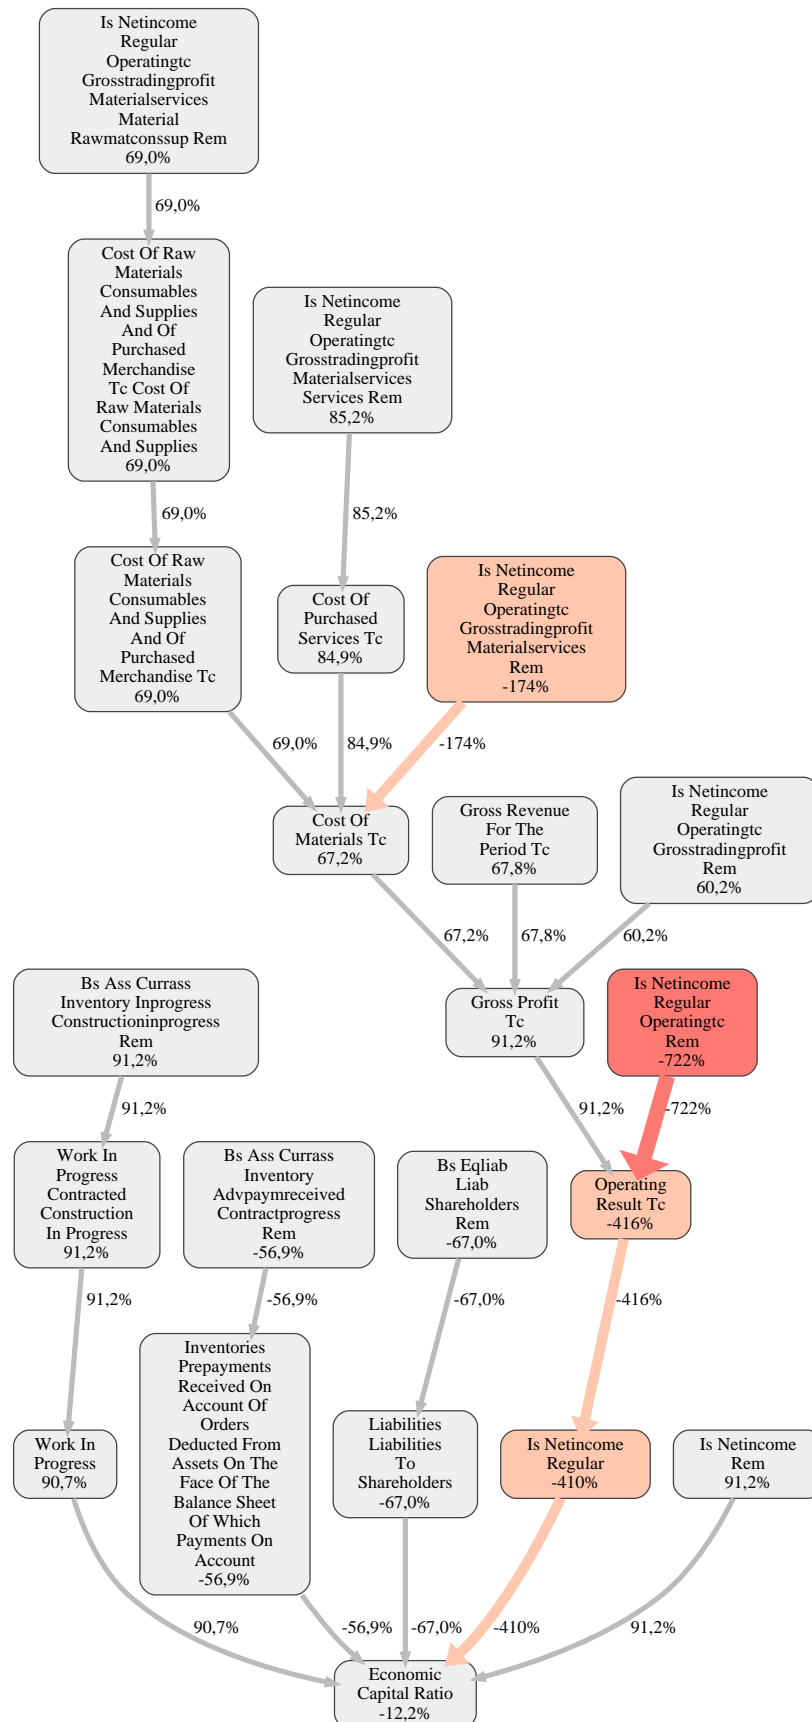 Is Netincome
Regular
Operatingtc
Grosstradingprofit
Materialservices
Material
Rawmatconssup Rem
69,0%
69,0%
Cost Of Raw
Materials
Consumables
And Supplies
And Of
Purchased
Merchandise
Tc Cost Of
Raw Materials
Consumables
And Supplies
69,0%
Is Netincome
Regular
Operatingtc
Grosstradingprofit
Materialservices
Services Rem
85,2%
69,0%
85,2%
Cost Of Raw
Materials
Consumables
And Supplies
And Of
Purchased
Merchandise Tc
69,0%
Cost Of
Purchased
Services Tc
84,9%
Is Netincome
Regular
Operatingtc
Grosstradingprofit
Materialservices
Rem
-174%
69,0%
84,9%
-174%
Cost Of
Materials Tc
67,2%
Gross Revenue
For The
Period Tc
67,8%
Is Netincome
Regular
Operatingtc
Grosstradingprofit
Rem
60,2%
67,2%
67,8%
60,2%
Bs Ass Currass
Inventory Inprogress
Constructioninprogress
Rem
91,2%
Gross Profit
Tc
91,2%
Is Netincome
Regular
Operatingtc
Rem
-722%
91,2%
91,2%
-722%
Work In
Progress
Contracted
Construction
In Progress
91,2%
Bs Ass Currass
Inventory
Advpaymreceived
Contractprogress
Rem
-56,9%
Bs Eqliab
Liab
Shareholders
Rem
-67,0%
Operating
Result Tc
-416%
91,2%
-56,9%
-67,0%
-416%
Inventories
Prepayments
Received On
Account Of
Orders
Deducted From
Assets On The
Face Of The
Balance Sheet
Of Which
Payments On
Account
-56,9%
Work In
Progress
90,7%
Liabilities
Liabilities
To
Shareholders
-67,0%
Is Netincome
Regular
-410%
Is Netincome
Rem
91,2%
90,7%
-56,9%
-67,0%
-410%
91,2%
Economic
Capital Ratio
-12,2%